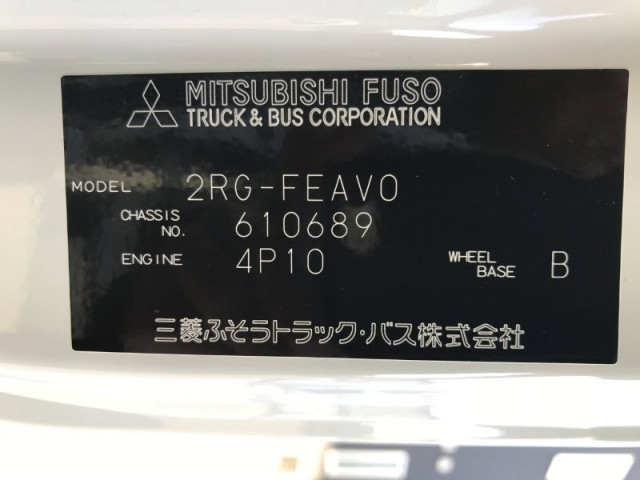 MITSUBISHI FUSO
TRUCK & BUS CORPORATION
MODEL 2RG-FEAV0
CHASSIS NO. 610689
ENGINE 4P10 WHEEL BASE B
三菱ふそうトラック・バス株式会社